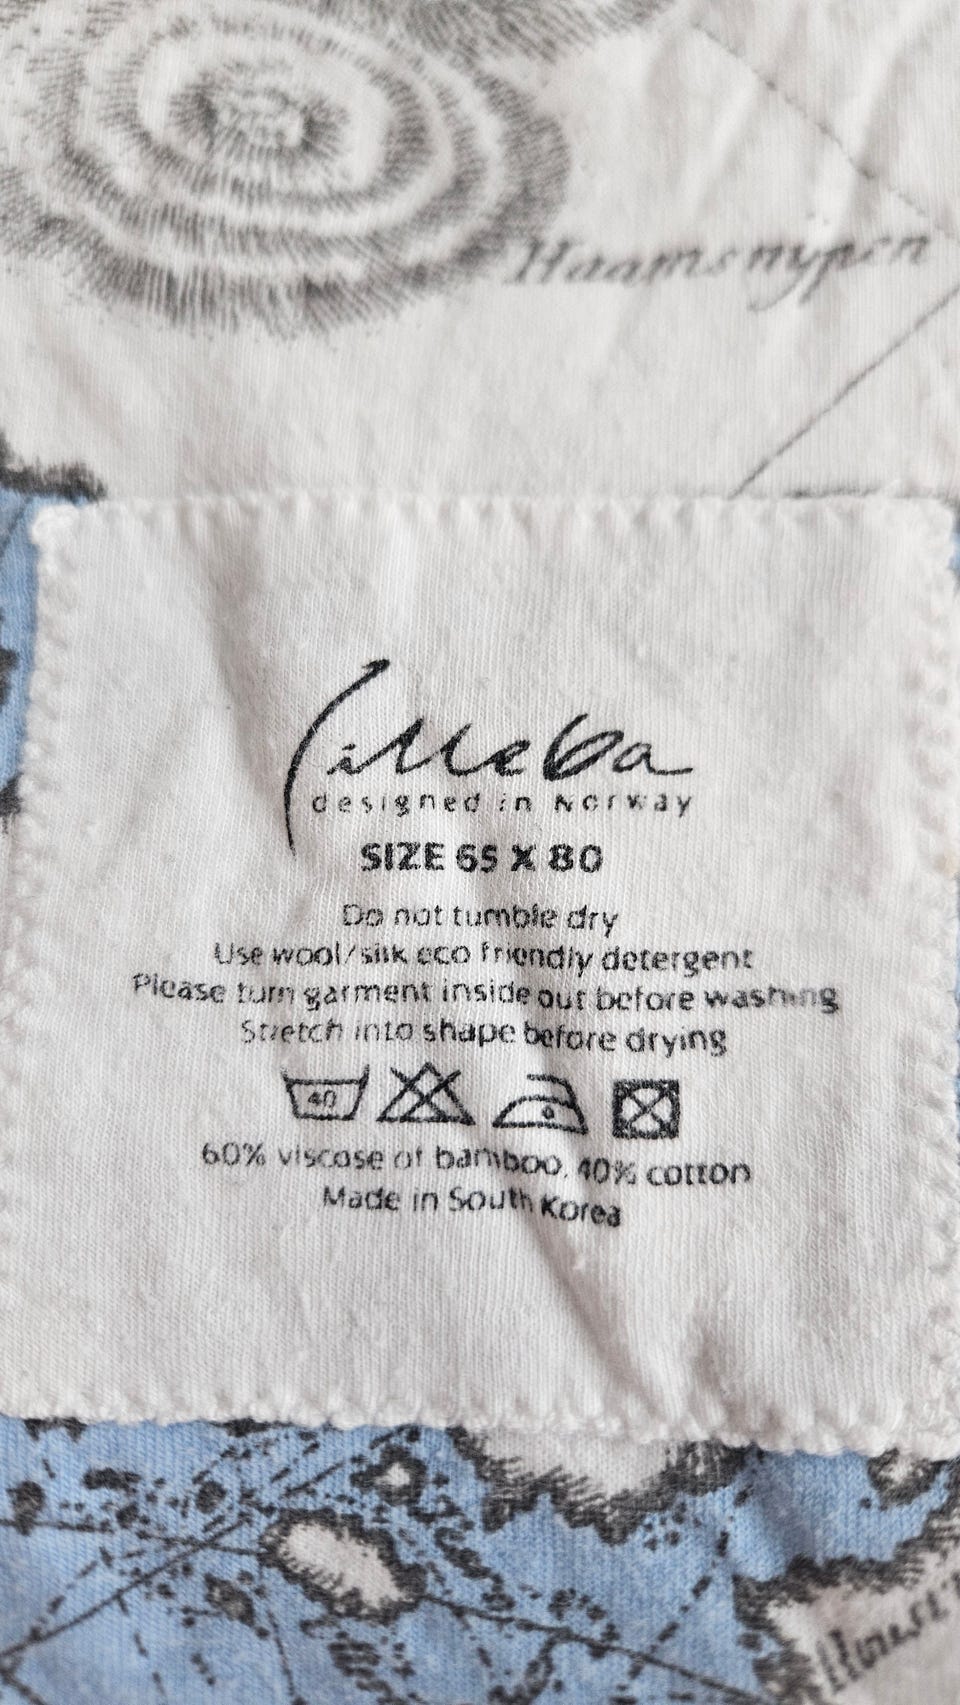 Haamsnypen
illeba
designed in Norway
SIZE 65 X 80
Do not tumble dry
Use wool/silk eco friendly detergent
Please turn garment inside out before washing
Stretch into shape before drying
40
60% viscose of bamboo, 40% cotton
Made in South Korea